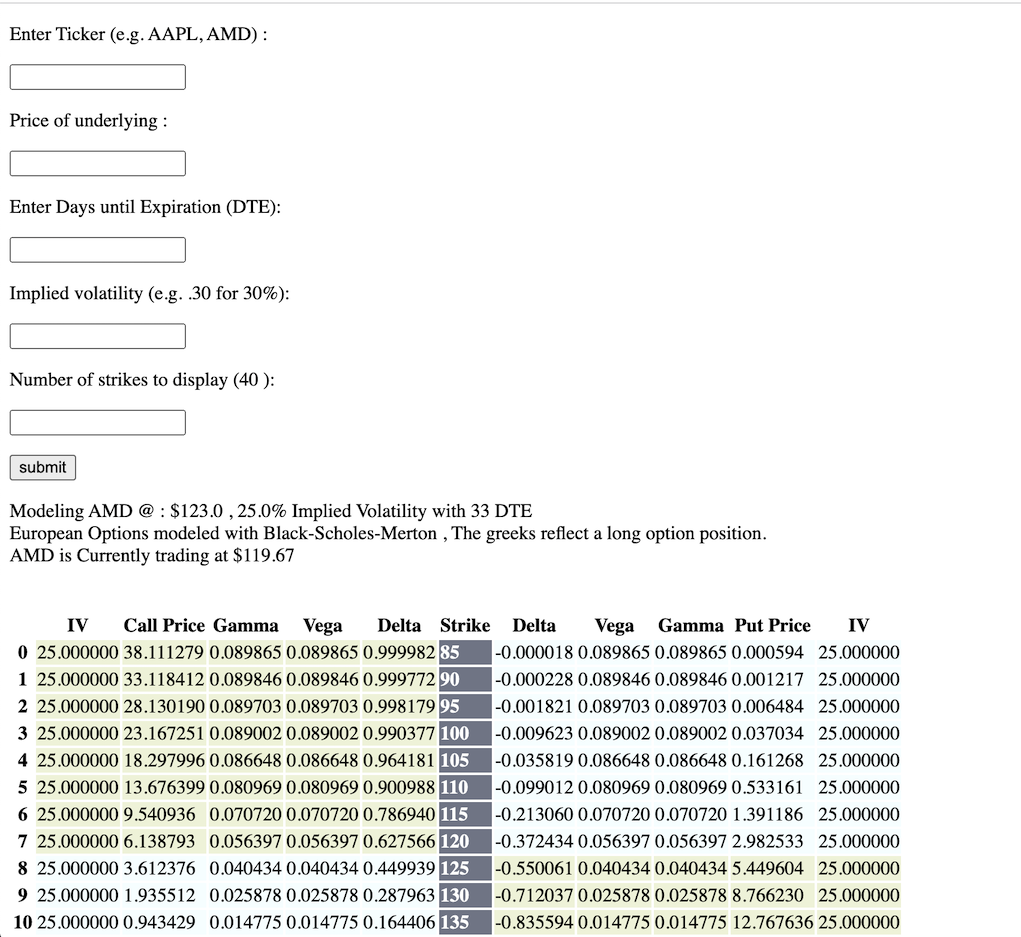 Enter Ticker (e.g. AAPL, AMD) :
Price of underlying :
Enter Days until Expiration (DTE):
Implied volatility (e.g. .30 for 30%):
Number of strikes to display (40 ):
submit
Modeling AMD @ : $123.0 , 25.0% Implied Volatility with 33 DTE
European Options modeled with Black-Scholes-Merton , The greeks reflect a long option position.
AMD is Currently trading at $119.67
IV Call Price Gamma Vega Delta Strike Delta Vega Gamma Put Price IV
0 25.000000 38.111279 0.089865 0.089865 0.999982 85 -0.000018 0.089865 0.089865 0.000594 25.000000
1 25.000000 33.118412 0.089846 0.089846 0.999772 90 -0.000228 0.089846 0.089846 0.001217 25.000000
2 25.000000 28.130190 0.089703 0.089703 0.998179 95 -0.001821 0.089703 0.089703 0.006484 25.000000
3 25.000000 23.167251 0.089002 0.089002 0.990377 100 -0.009623 0.089002 0.089002 0.037034 25.000000
4 25.000000 18.297996 0.086648 0.086648 0.964181 105 -0.035819 0.086648 0.086648 0.161268 25.000000
5 25.000000 13.676399 0.080969 0.080969 0.900988 110 -0.099012 0.080969 0.080969 0.533161 25.000000
6 25.000000 9.540936 0.070720 0.070720 0.786940 115 -0.213060 0.070720 0.070720 1.391186 25.000000
7 25.000000 6.138793 0.056397 0.056397 0.627566 120 -0.372434 0.056397 0.056397 2.982533 25.000000
8 25.000000 3.612376 0.040434 0.040434 0.449939 125 -0.550061 0.040434 0.040434 5.449604 25.000000
9 25.000000 1.935512 0.025878 0.025878 0.287963 130 -0.712037 0.025878 0.025878 8.766230 25.000000
10 25.000000 0.943429 0.014775 0.014775 0.164406 135 -0.835594 0.014775 0.014775 12.767636 25.000000